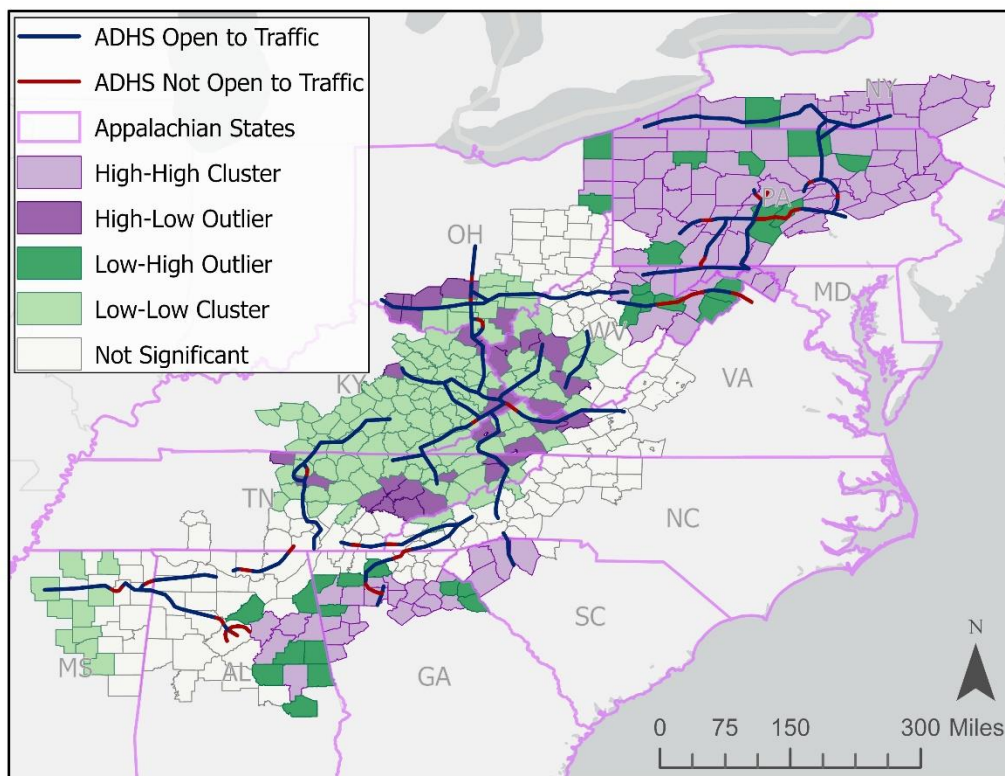 ADHS Open to Traffic
ADHS Not Open to Traffic
Appalachian States
High-High Cluster
High-Low Outlier
Low-High Outlier
Low-Low Cluster
Not Significant
NY
PA
OH
MD
WV
KY
VA
TN
NC
SC
MS
AL
GA
N
0 75 150 300 Miles